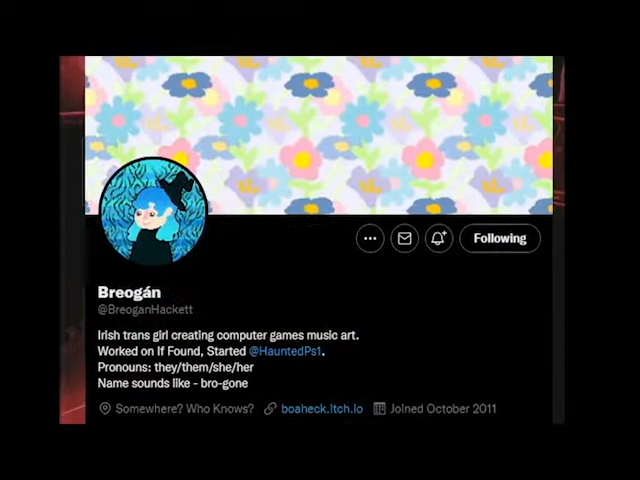 Following
Breogán
@BreoganHackett
Irish trans girl creating computer games music art.
Worked on If Found, Started @HauntedPs1.
Pronouns: they/them/she/her
Name sounds like - bro-gone
Somewhere? Who Knows? boaheck.itch.io Joined October 2011